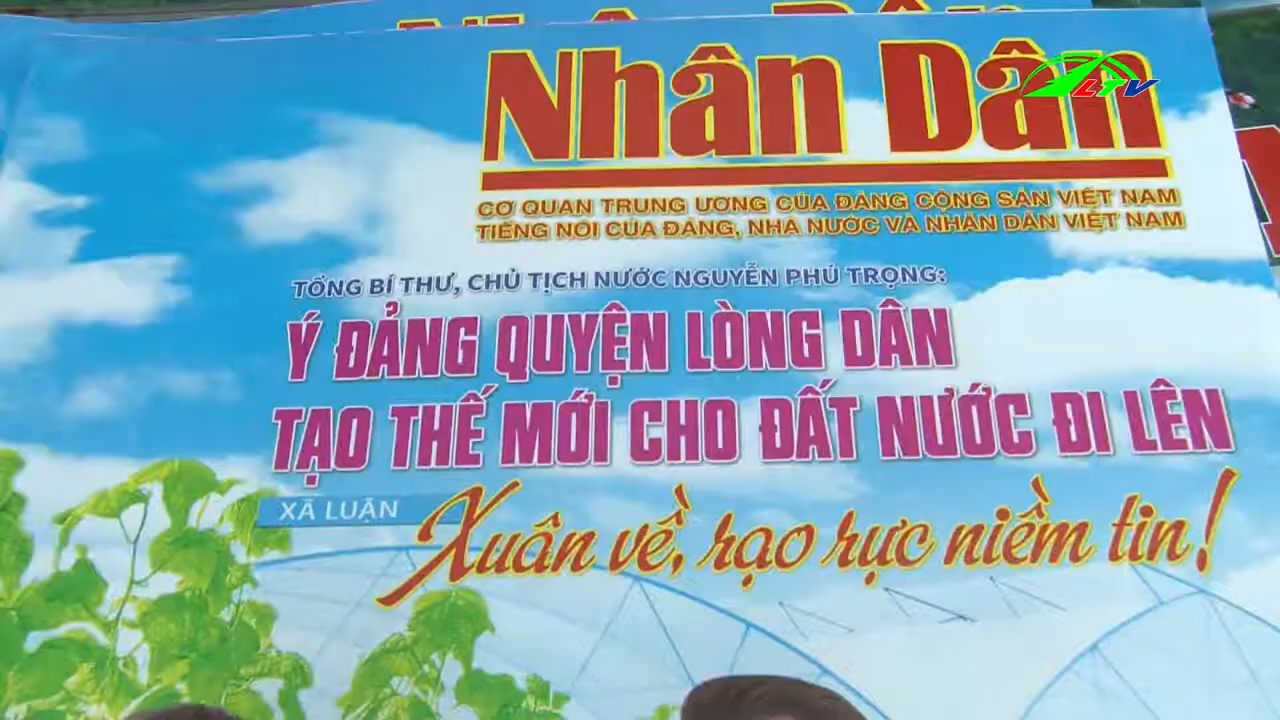 Nhân Dân
LTV
CƠ QUAN TRUNG ƯƠNG CỦA ĐẢNG CỘNG SẢN VIỆT NAM
TIẾNG NÓI CỦA ĐẢNG, NHÀ NƯỚC VÀ NHÂN DÂN VIỆT NAM
TỔNG BÍ THƯ, CHỦ TỊCH NƯỚC NGUYỄN PHÚ TRỌNG:
Ý ĐẢNG QUYỆN LÒNG DÂN
TẠO THẾ MỚI CHO ĐẤT NƯỚC ĐI LÊN
XÃ LUẬN
Xuân về, rạo rực niềm tin!